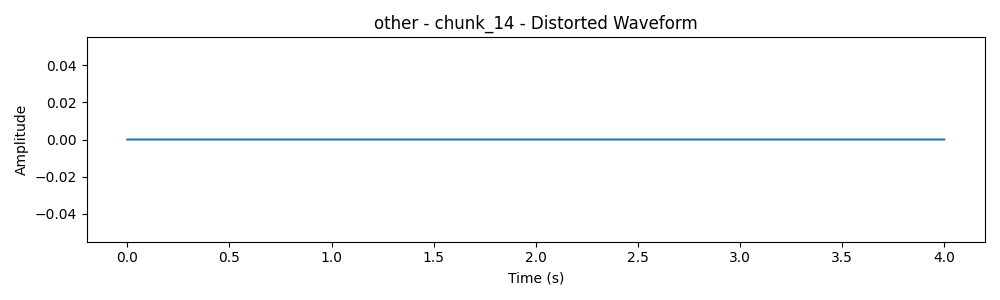 other - chunk_14 - Distorted Waveform
Amplitude
0.04
0.02
0.00
−0.02
−0.04
0.0 0.5 1.0 1.5 2.0 2.5 3.0 3.5 4.0
Time (s)